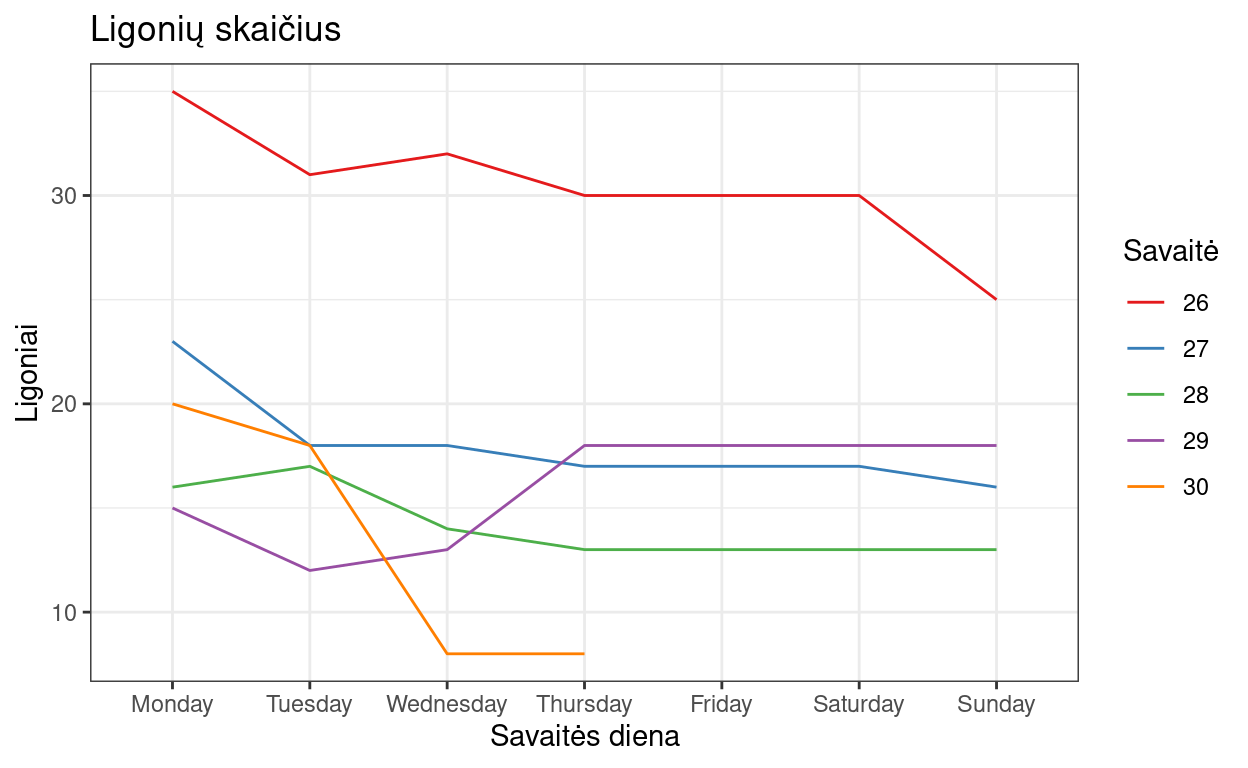 Ligonių skaičius
Ligoniai
30
20
10
Monday Tuesday Wednesday Thursday Friday Saturday Sunday
Savaitės diena
Savaitė
26
27
28
29
30